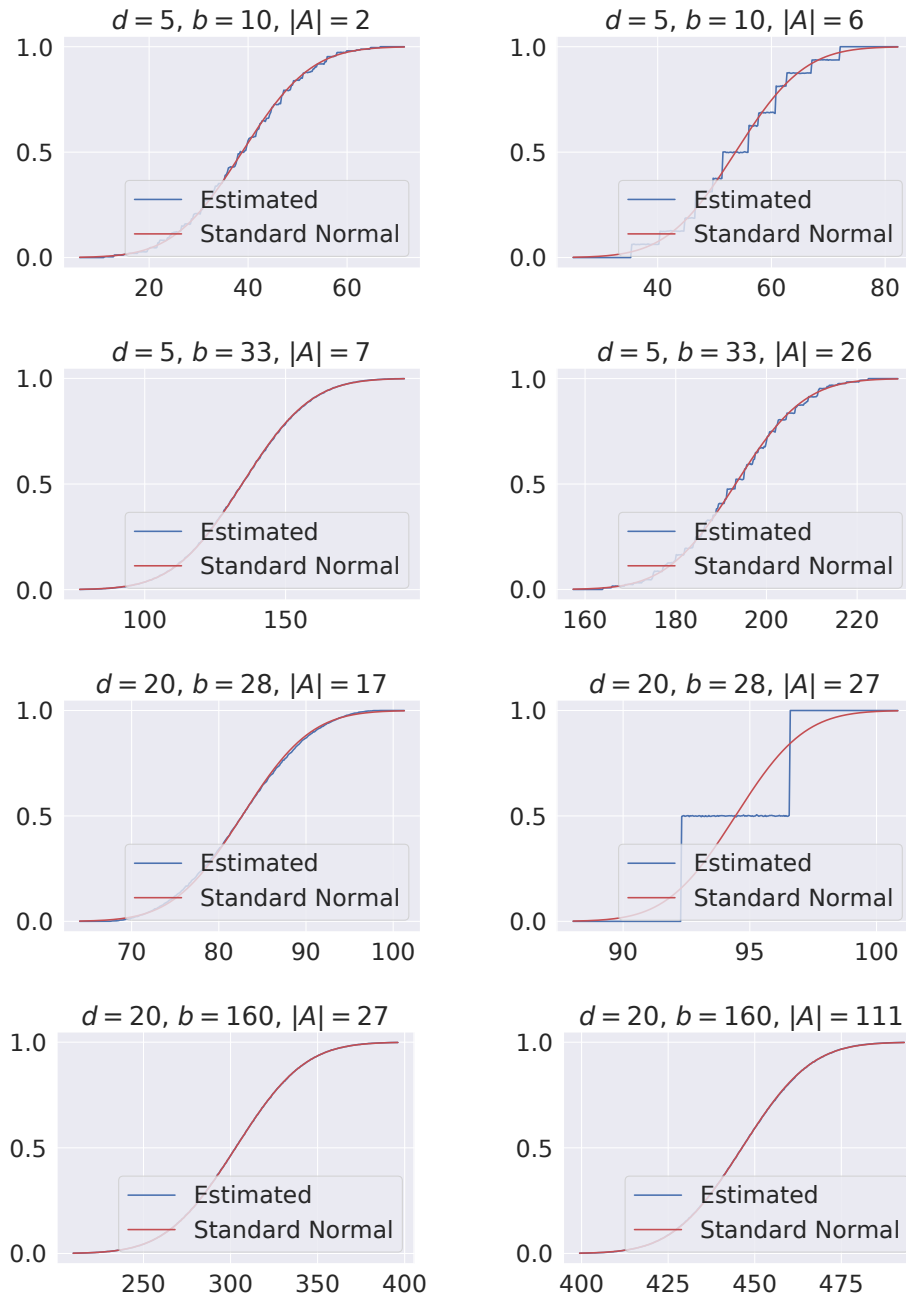 d = 5, b = 10, |A| = 2
1.0
0.5
0.0
Estimated
Standard Normal
20 40 60
d = 5, b = 10, |A| = 6
1.0
0.5
0.0
Estimated
Standard Normal
40 60 80
d = 5, b = 33, |A| = 7
1.0
0.5
0.0
Estimated
Standard Normal
100 150
d = 5, b = 33, |A| = 26
1.0
0.5
0.0
Estimated
Standard Normal
160 180 200 220
d = 20, b = 28, |A| = 17
1.0
0.5
0.0
Estimated
Standard Normal
70 80 90 100
d = 20, b = 28, |A| = 27
1.0
0.5
0.0
Estimated
Standard Normal
90 95 100
d = 20, b = 160, |A| = 27
1.0
0.5
0.0
Estimated
Standard Normal
250 300 350 400
d = 20, b = 160, |A| = 111
1.0
0.5
0.0
Estimated
Standard Normal
400 425 450 475